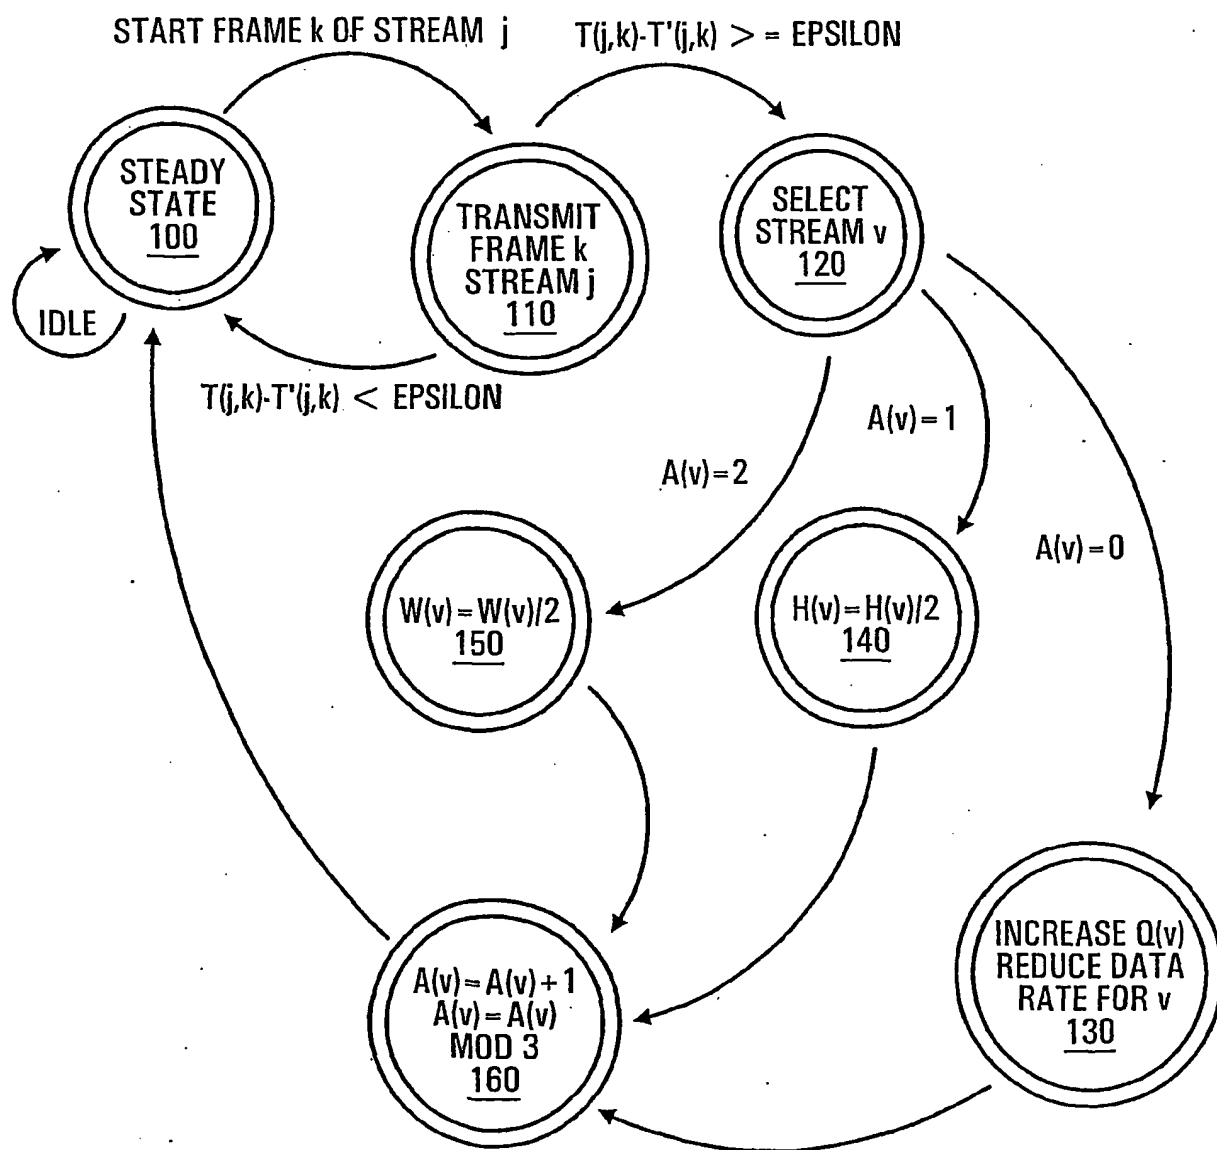 START FRAME k OF STREAM j
T(j,k)-T'(j,k) > = EPSILON
STEADY
STATE
100
TRANSMIT
FRAME k
STREAM j
110
SELECT
STREAM v
120
IDLE
T(j,k)-T'(j,k) < EPSILON
A(v)=1
A(v)=2
A(v)=0
W(v)=W(v)/2
150
H(v)=H(v)/2
140
A(v)=A(v)+1
A(v)=A(v)
MOD 3
160
INCREASE Q(v)
REDUCE DATA
RATE FOR v
130